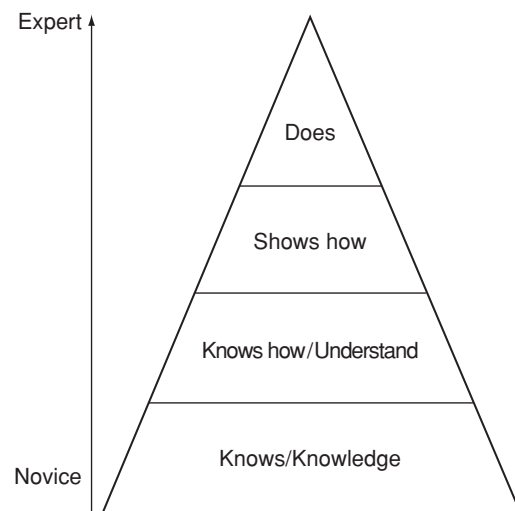 Expert
Does
Shows how
Knows how/Understand
Knows/Knowledge
Novice